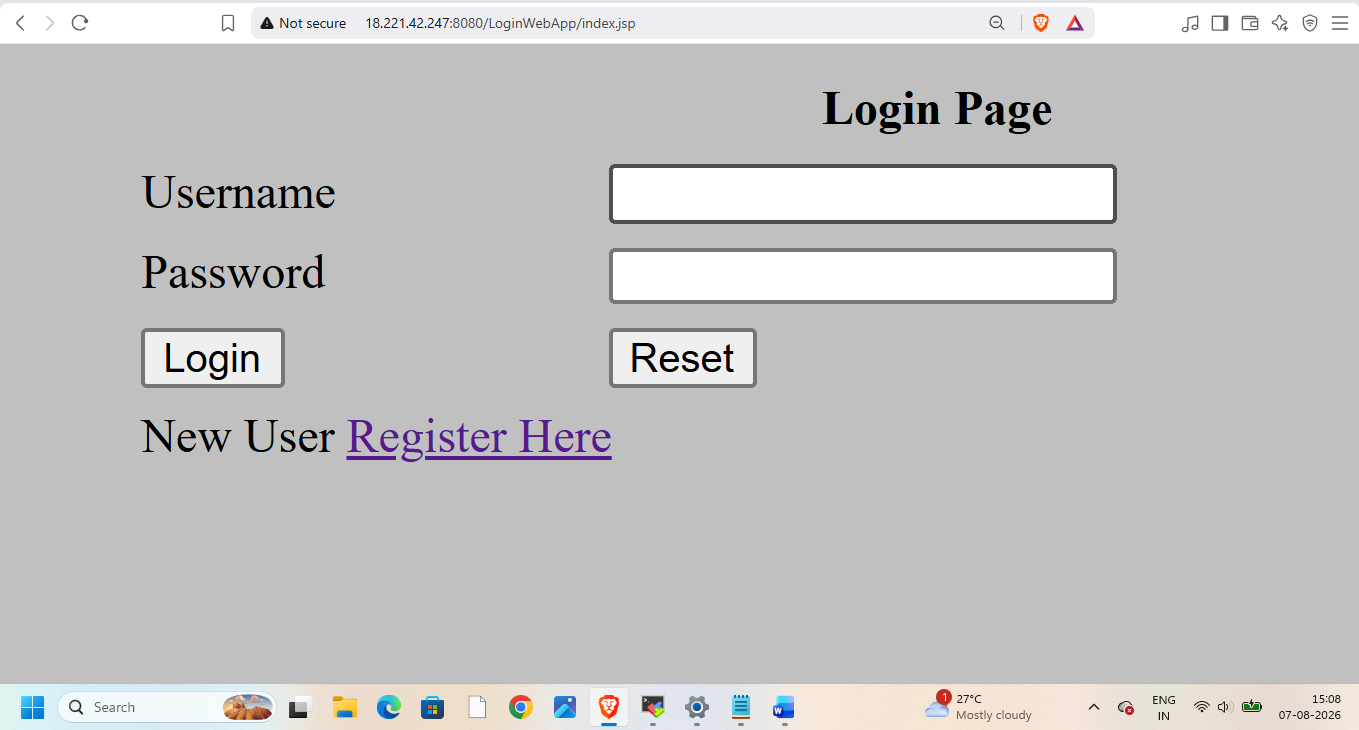 Not secure 18.221.42.247:8080/LoginWebApp/index.jsp
Login Page
Username
Password
Login Reset
New User Register Here
Search
1
27°C
Mostly cloudy
ENG
IN
15:08
07-08-2026